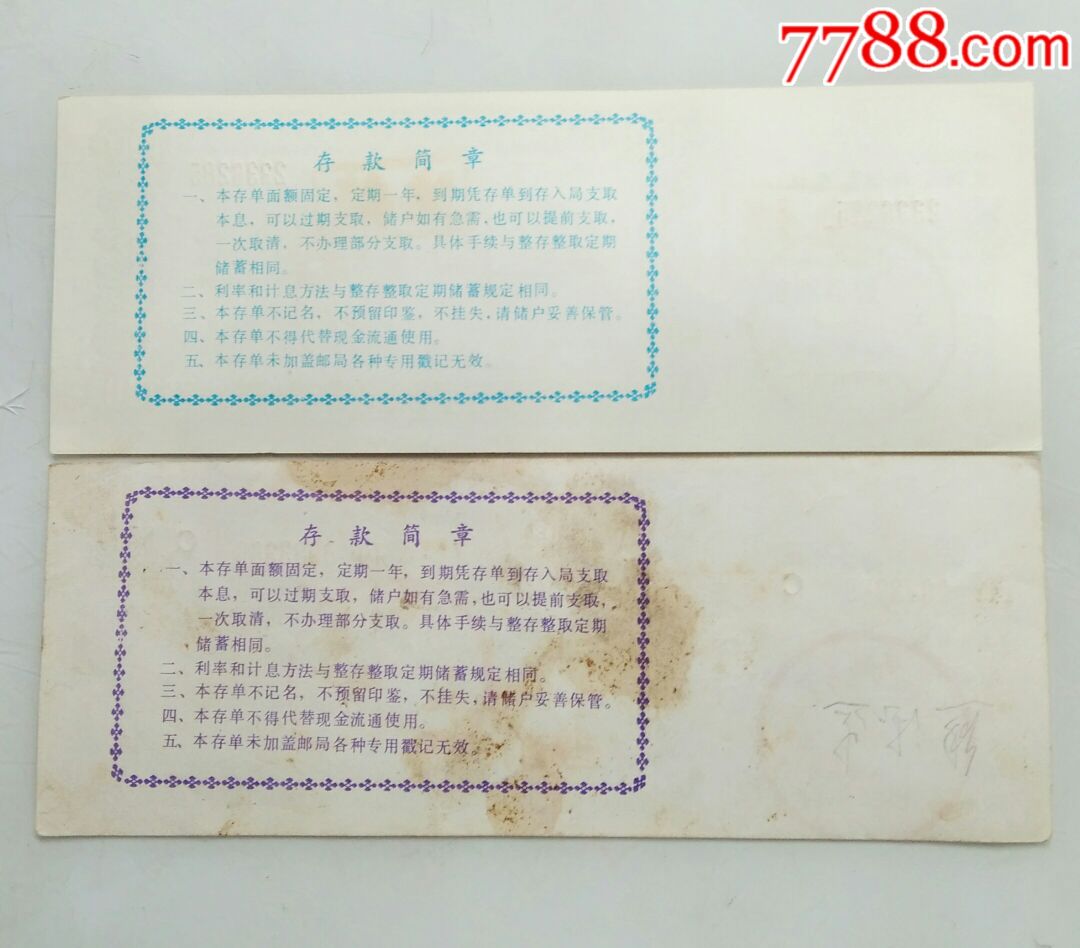 7788.com
存款简章
一、本存单面额固定，定期一年，到期凭存单到存入局支取
本息，可以过期支取，储户如有急需，也可以提前支取，
一次取清，不办理部分支取。具体手续与整存整取定期
储蓄相同。
二、利率和计息方法与整存整取定期储蓄规定相同。
三、本存单不记名，不预留印鉴，不挂失，请储户妥善保管。
四、本存单不得代替现金流通使用。
五、本存单未加盖邮局各种专用戳记无效。
存款简章
一、本存单面额固定，定期一年，到期凭存单到存入局支取
本息，可以过期支取，储户如有急需，也可以提前支取，
一次取清，不办理部分支取。具体手续与整存整取定期
储蓄相同。
二、利率和计息方法与整存整取定期储蓄规定相同。
三、本存单不记名，不预留印鉴，不挂失，请储户妥善保管。
四、本存单不得代替现金流通使用。
五、本存单未加盖邮局各种专用戳记无效。